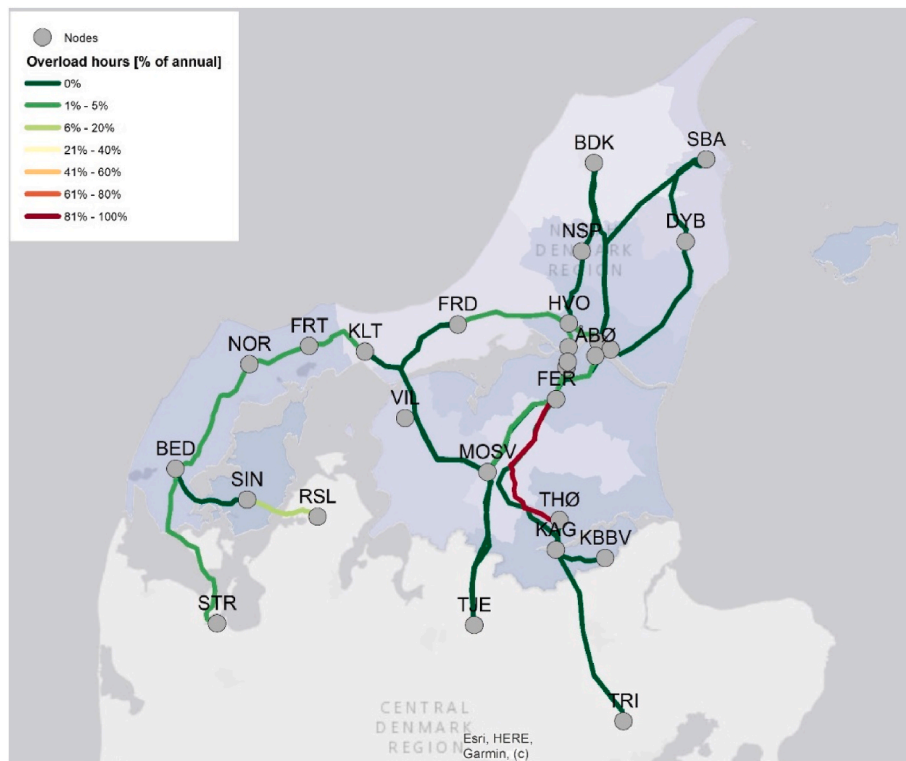 Nodes
Overload hours [% of annual]
0%
1% - 5%
6% - 20%
21% - 40%
41% - 60%
61% - 80%
81% - 100%
BDK
SBA
NSP
DYB
DENMARK
REGION
HVO
FRD
FRT
KLT
ABØ
NOR
FER
VIL
BED
MOSV
SIN
RSL
THØ
KAG
KBBV
STR
TJE
TRI
CENTRAL
DENMARK
REGION
Esri, HERE,
Garmin, (c)